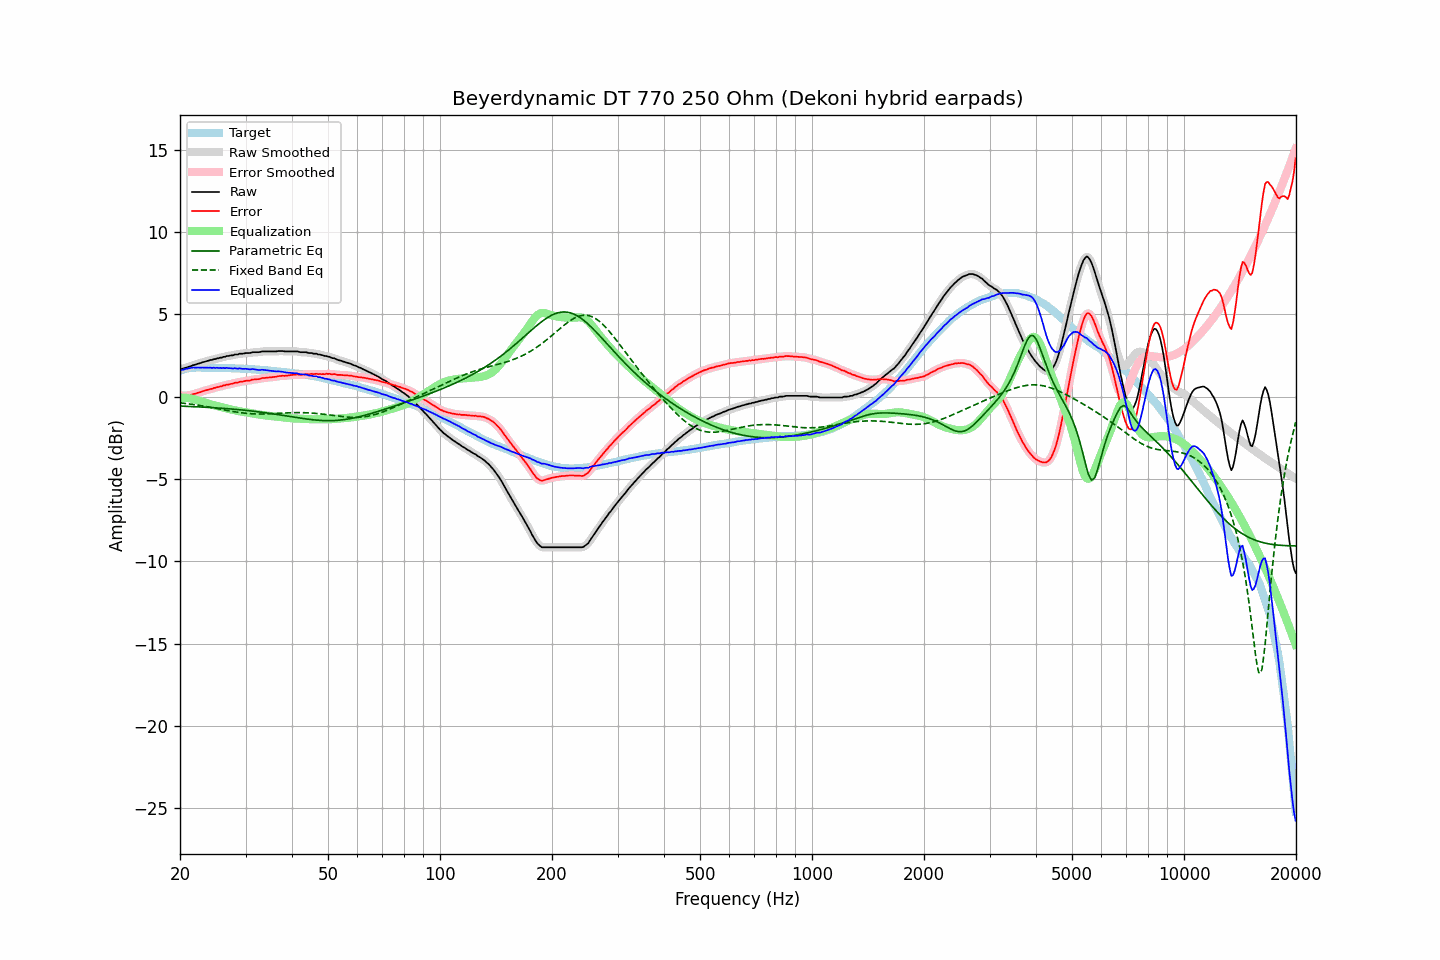 Beyerdynamic DT 770 250 Ohm (Dekoni hybrid earpads)
Target
Raw Smoothed
Error Smoothed
Raw
Error
Equalization
Parametric Eq
Fixed Band Eq
Equalized
15
10
5
0
−5
−10
−15
−20
−25
Amplitude (dBr)
20 50 100 200 500 1000 2000 5000 10000 20000
Frequency (Hz)